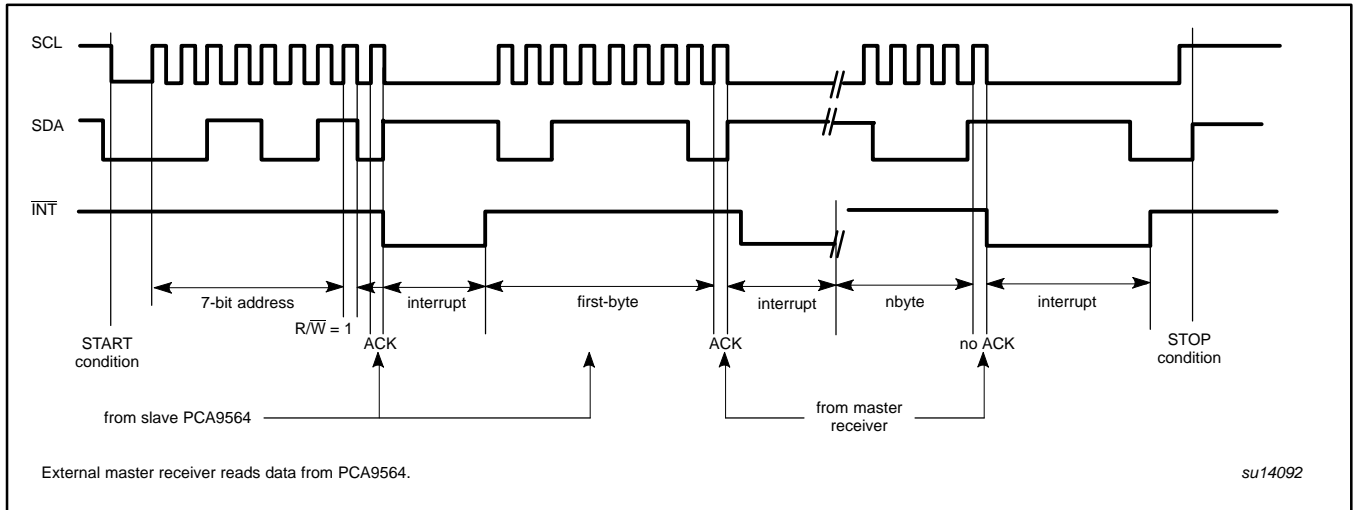 SCL
SDA
INT
7-bit address
interrupt
first-byte
interrupt
nbyte
interrupt
R/W = 1
START
condition
ACK
ACK
no ACK
STOP
condition
from slave PCA9564
from master
receiver
External master receiver reads data from PCA9564.
su14092